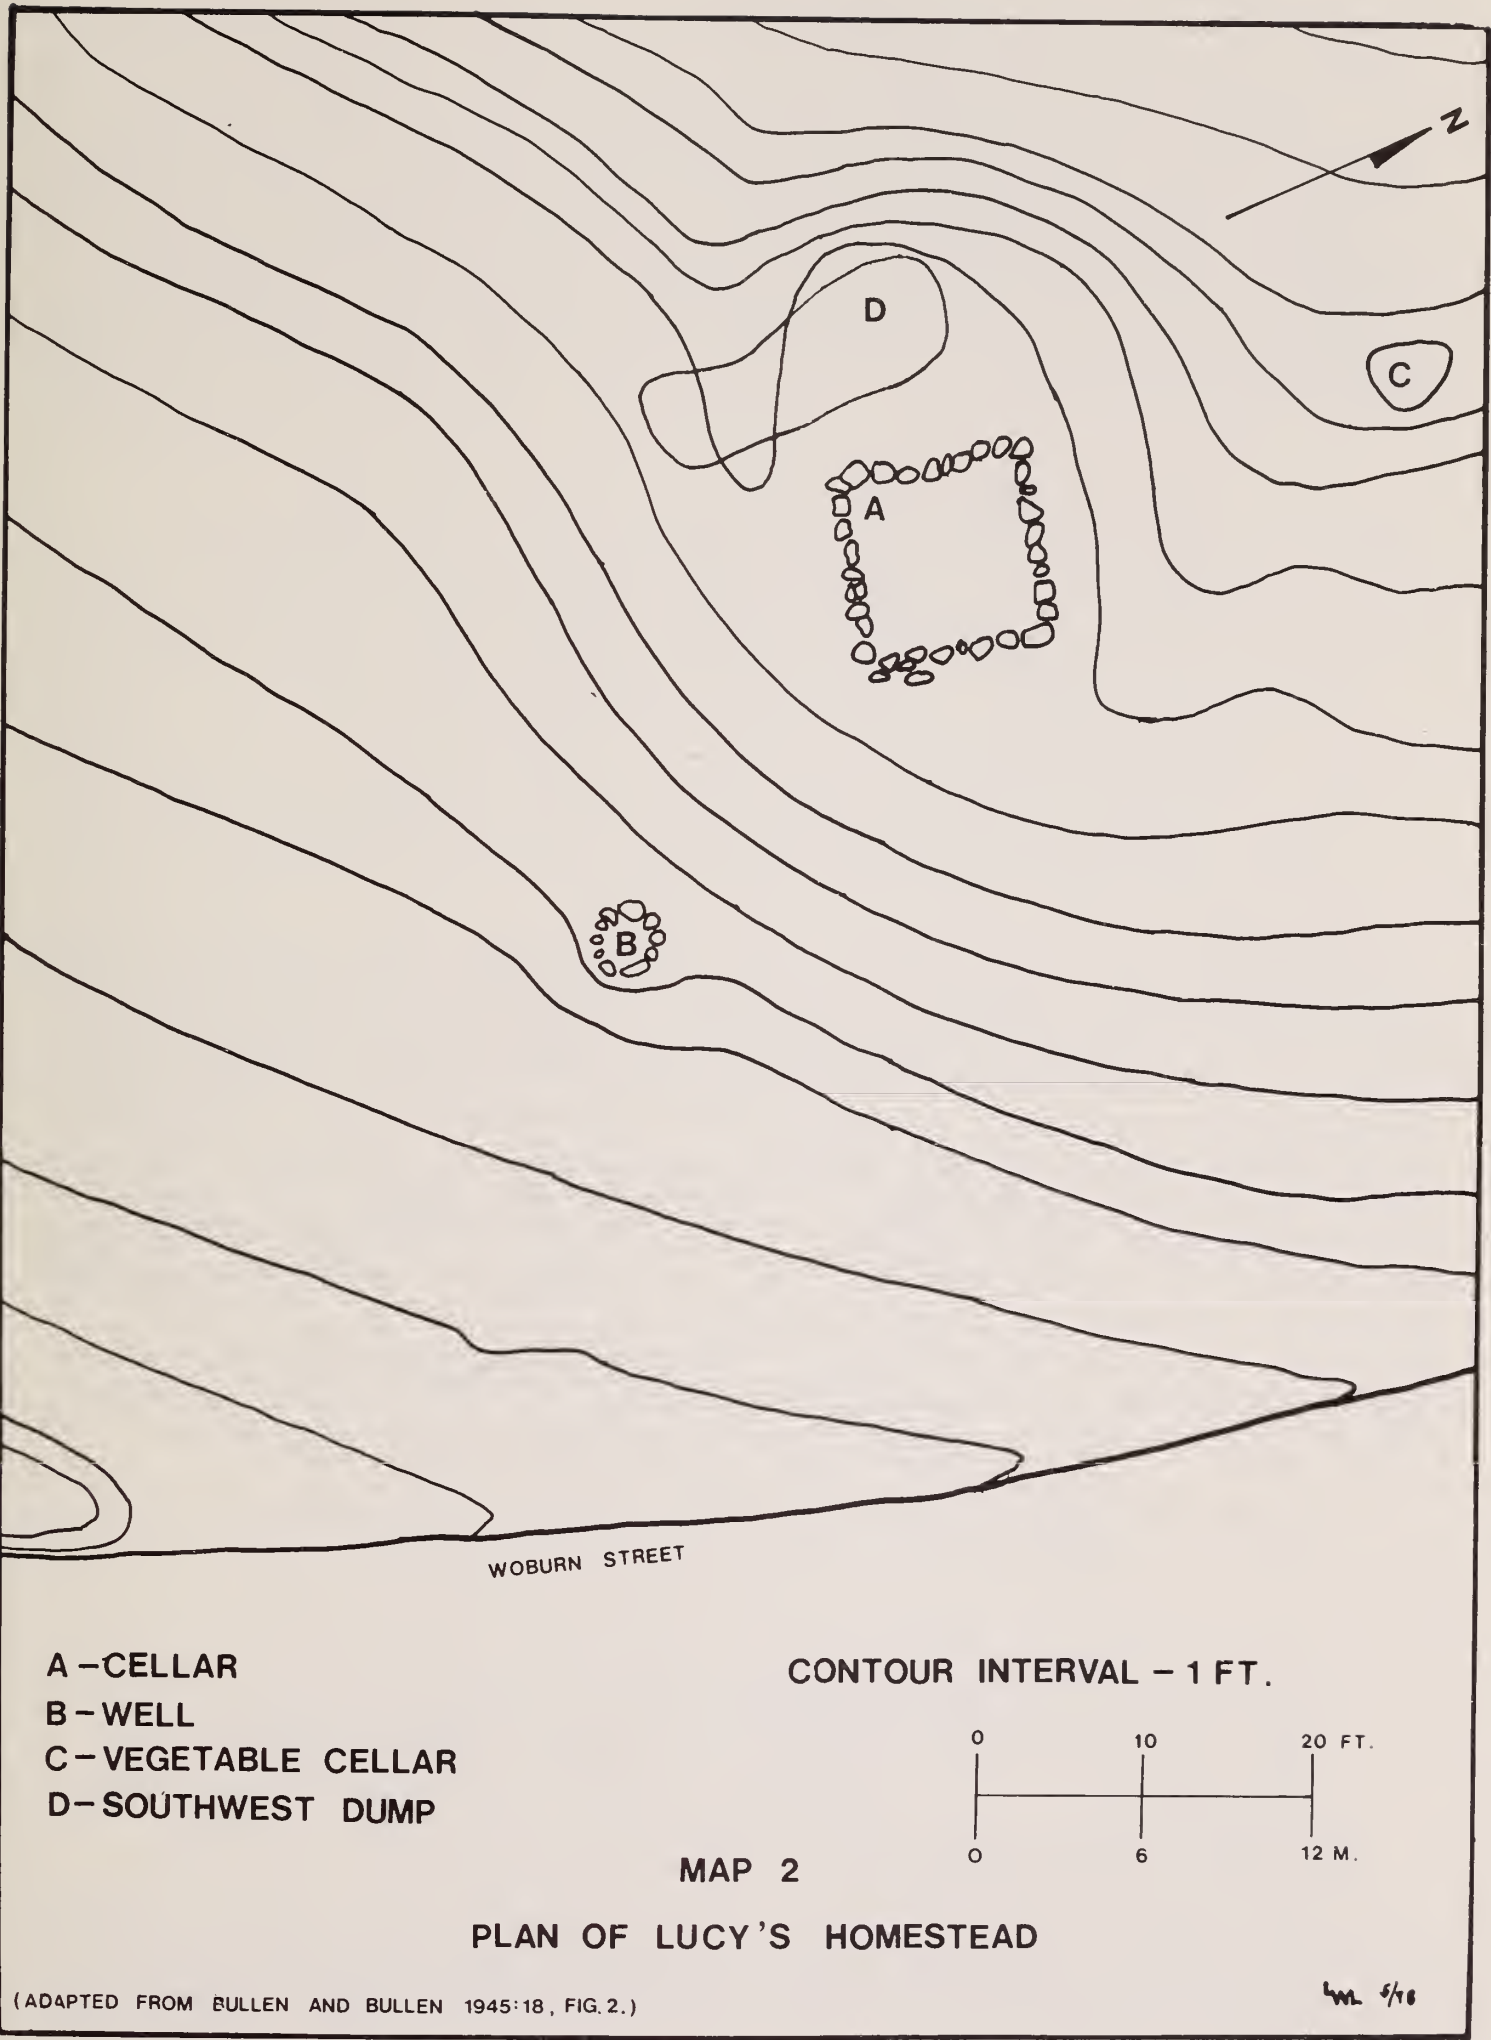 N
D
C
A
B
WOBURN STREET
A – CELLAR
B – WELL
C – VEGETABLE CELLAR
D – SOUTHWEST DUMP
CONTOUR INTERVAL – 1 FT.
0 10 20 FT.
0 6 12 M.
MAP 2
PLAN OF LUCY'S HOMESTEAD
(ADAPTED FROM BULLEN AND BULLEN 1945:18, FIG. 2.)